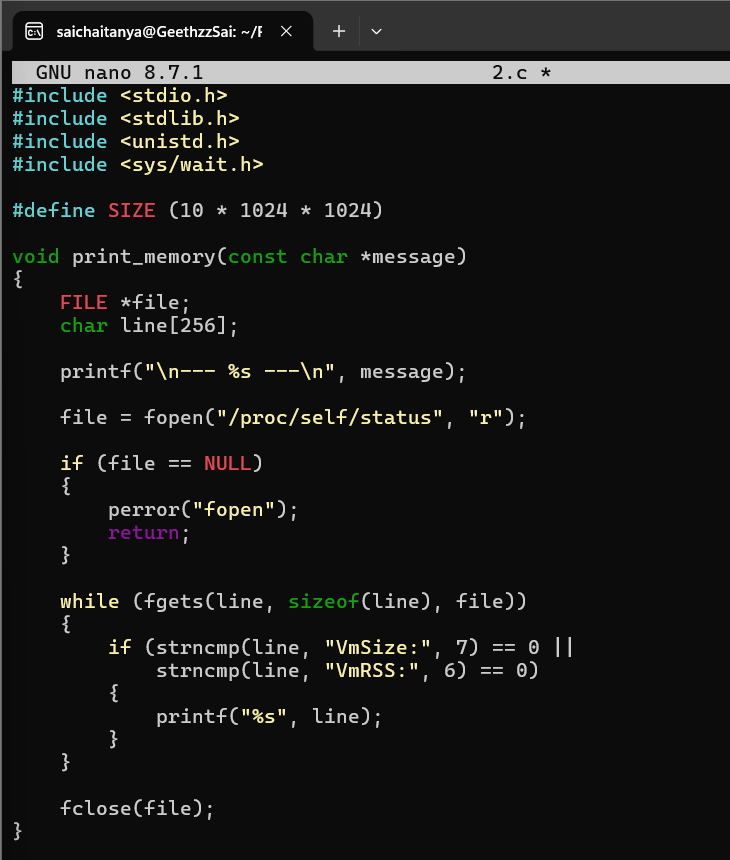 saichaitanya@GeethzzSai: ~/F
GNU nano 8.7.1 2.c *
#include <stdio.h>
#include <stdlib.h>
#include <unistd.h>
#include <sys/wait.h>

#define SIZE (10 * 1024 * 1024)

void print_memory(const char *message)
{
    FILE *file;
    char line[256];

    printf("\n--- %s ---\n", message);

    file = fopen("/proc/self/status", "r");

    if (file == NULL)
    {
        perror("fopen");
        return;
    }

    while (fgets(line, sizeof(line), file))
    {
        if (strncmp(line, "VmSize:", 7) == 0 ||
            strncmp(line, "VmRSS:", 6) == 0)
        {
            printf("%s", line);
        }
    }

    fclose(file);
}